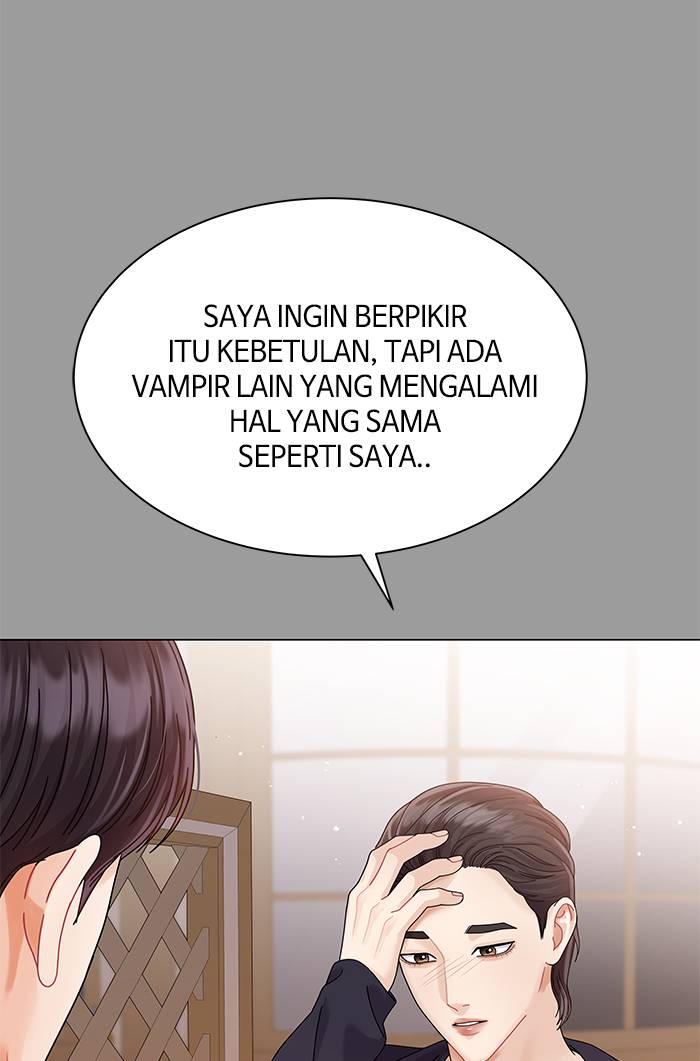 SAYA INGIN BERPIKIR
ITU KEBETULAN, TAPI ADA
VAMPIR LAIN YANG MENGALAMI
HAL YANG SAMA
SEPERTI SAYA..